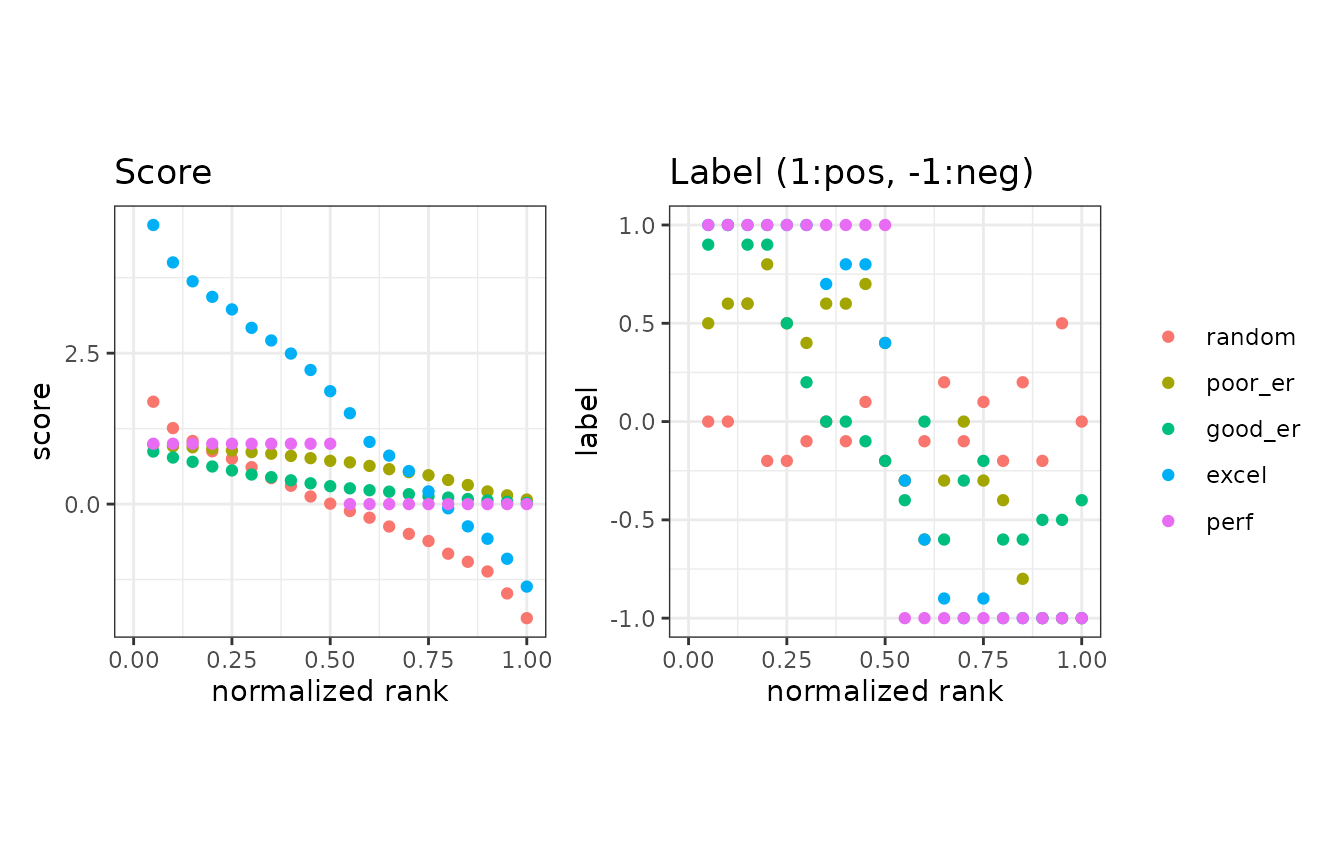 Score
score
2.5
0.0
0.00 0.25 0.50 0.75 1.00
normalized rank
Label (1:pos, -1:neg)
label
1.0
0.5
0.0
-0.5
-1.0
0.00 0.25 0.50 0.75 1.00
normalized rank
random
poor_er
good_er
excel
perf